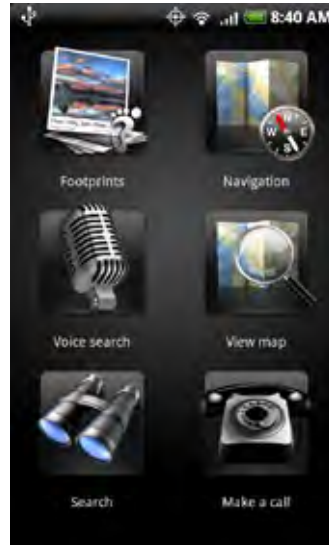 8:40 AM
Footprints
Navigation
Voice search
View map
Search
Make a call